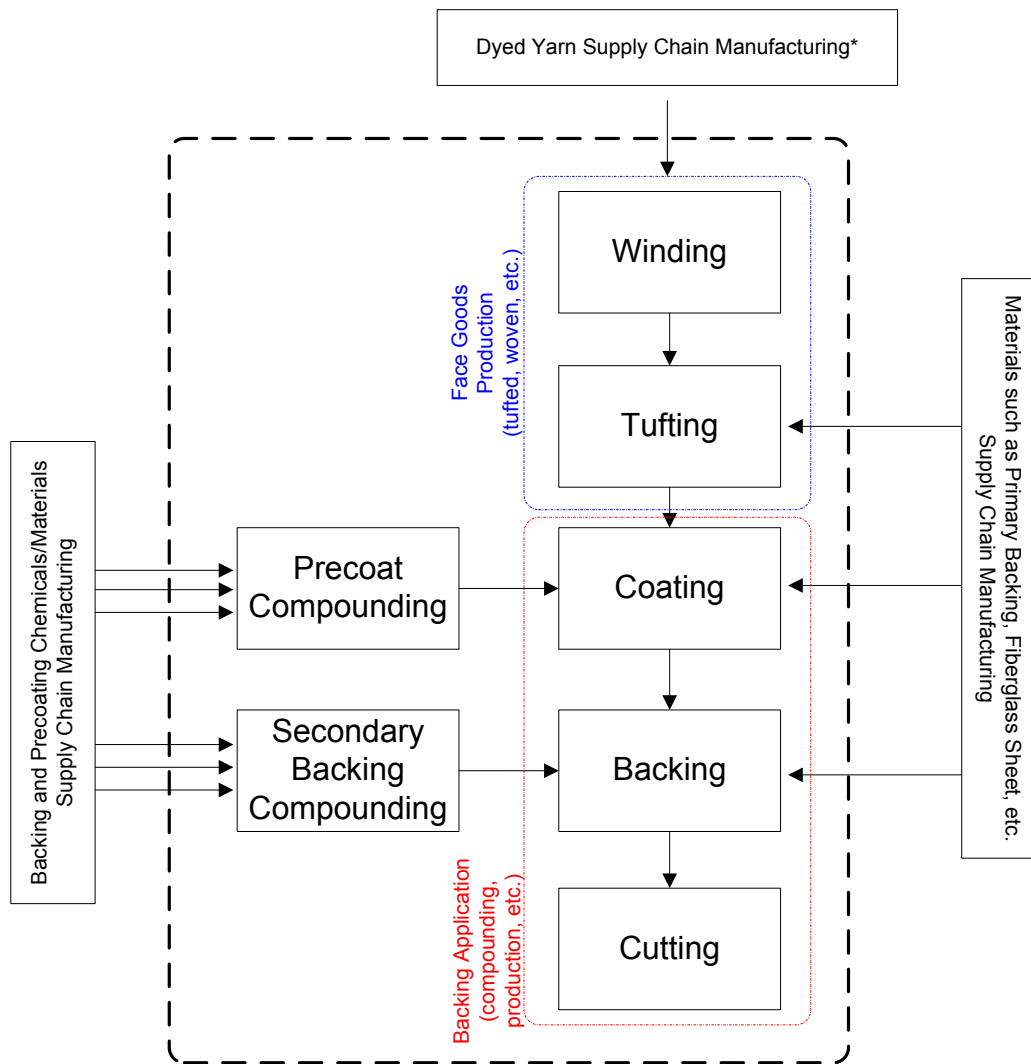 Dyed Yarn Supply Chain Manufacturing*
Winding
Face Goods
Production
(tufted, woven, etc.)
Tufting
Materials such as Primary Backing, Fiberglass Sheet, etc.
Supply Chain Manufacturing
Backing and Precoating Chemicals/Materials
Supply Chain Manufacturing
Precoat
Compounding
Coating
Secondary
Backing
Compounding
Backing
Backing Application
(compounding,
production, etc.)
Cutting